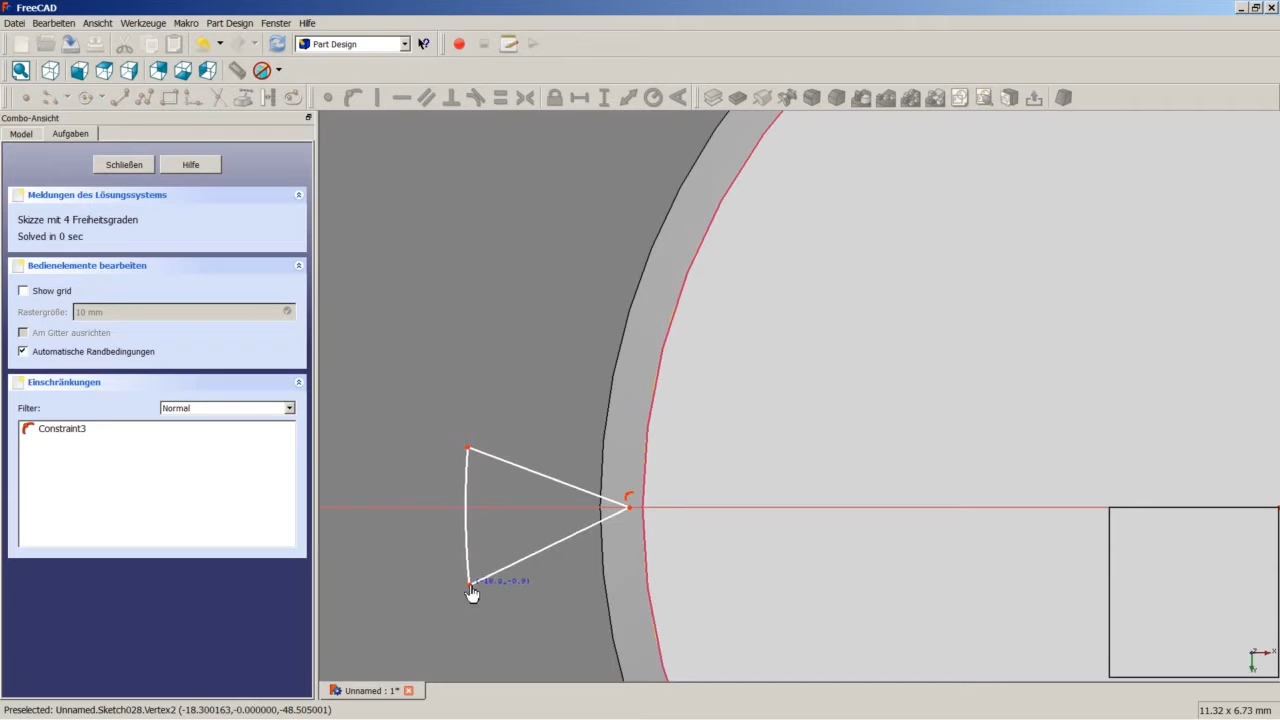 FreeCAD
Datei Bearbeiten Ansicht Werkzeuge Makro Part Design Fenster Hilfe
Part Design
Combo-Ansicht
Model Aufgaben
Schließen Hilfe
Meldungen des Lösungssystems
Skizze mit 4 Freiheitsgraden
Solved in 0 sec
Bedienelemente bearbeiten
Show grid
Rastergröße: 10 mm
Am Gitter ausrichten
Automatische Randbedingungen
Einschränkungen
Filter: Normal
Constraint3
Unnamed : 1*
Preselected: Unnamed.Sketch028.Vertex2 (-18.300163,-0.000000,-48.505001)
11.32 x 6.73 mm